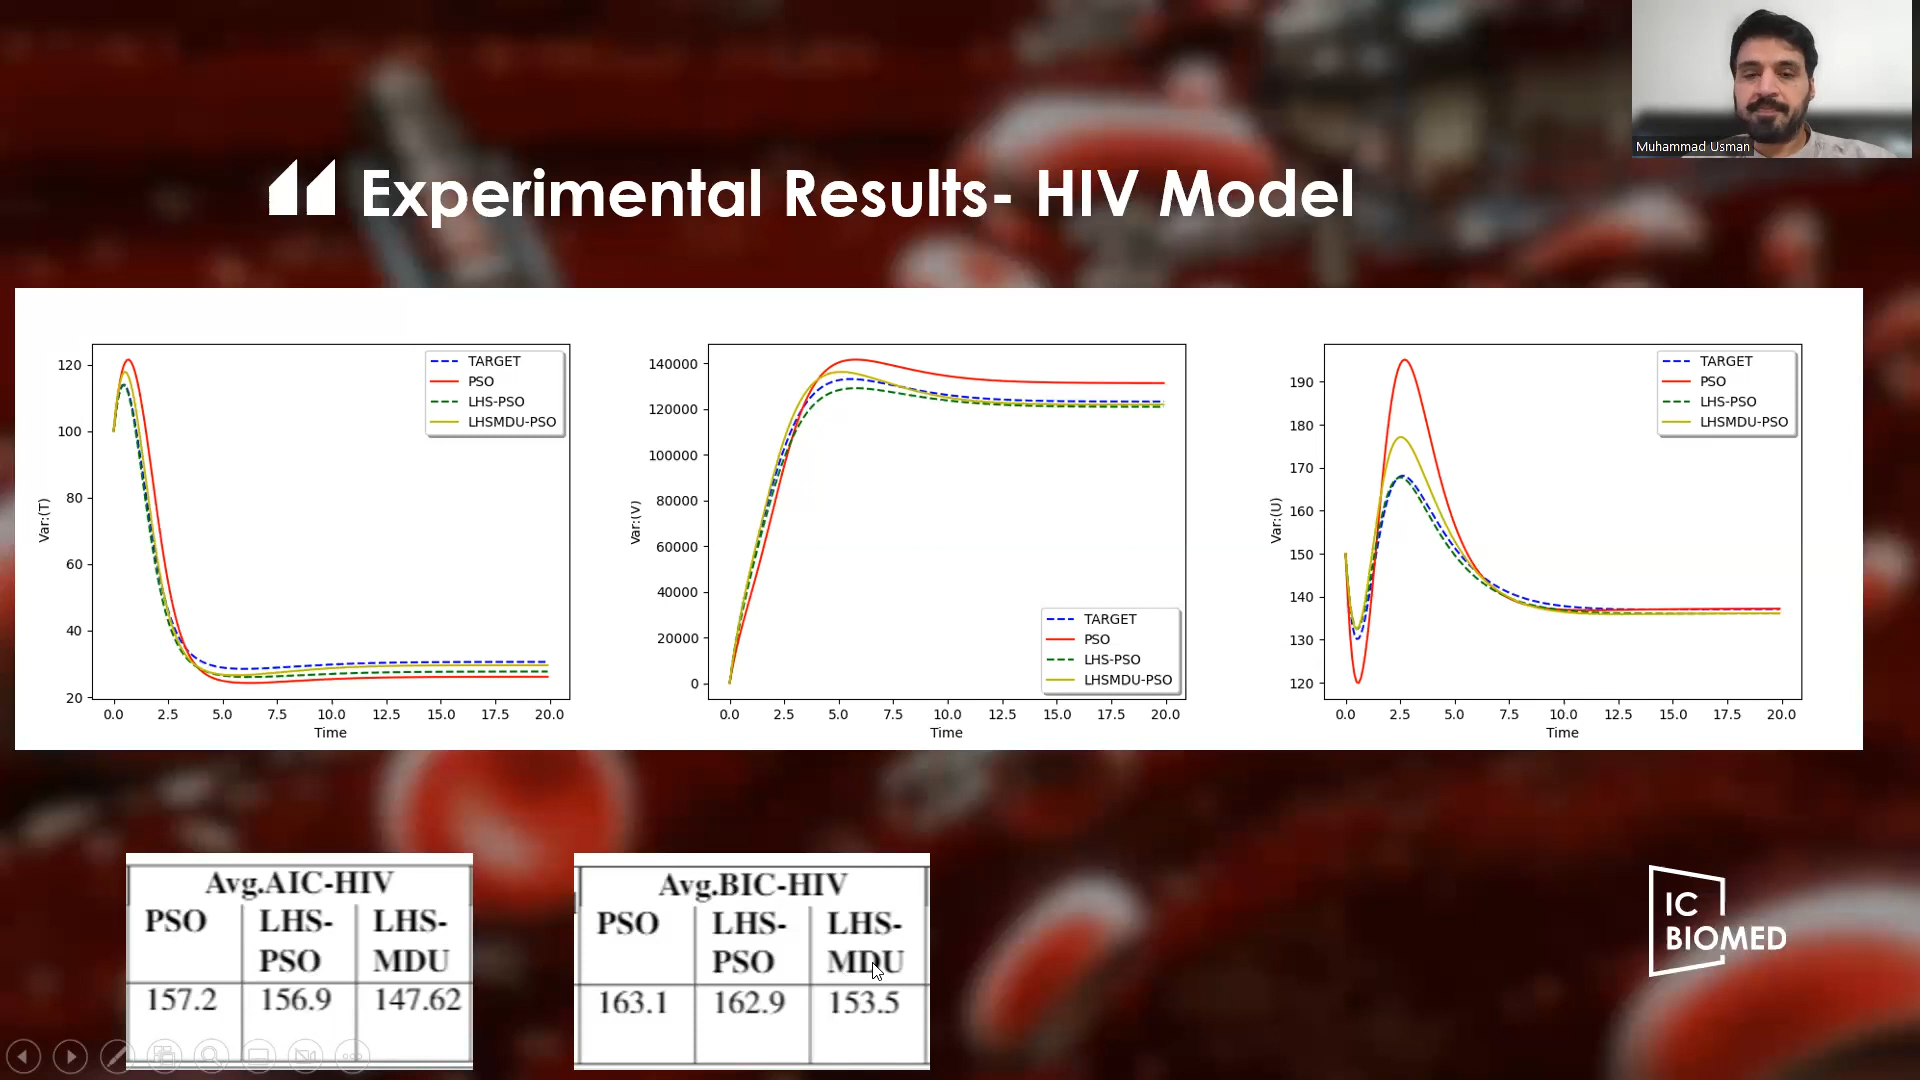 Muhammad Usman
Experimental Results- HIV Model
120
100
80
60
40
20
Var:(T)
0.0 2.5 5.0 7.5 10.0 12.5 15.0 17.5 20.0
Time
TARGET
PSO
LHS-PSO
LHSMDU-PSO
140000
120000
100000
80000
60000
40000
20000
0
Var:(V)
0.0 2.5 5.0 7.5 10.0 12.5 15.0 17.5 20.0
Time
TARGET
PSO
LHS-PSO
LHSMDU-PSO
190
180
170
160
150
140
130
120
Var:(U)
0.0 2.5 5.0 7.5 10.0 12.5 15.0 17.5 20.0
Time
TARGET
PSO
LHS-PSO
LHSMDU-PSO
Avg.AIC-HIV
PSO LHS- LHS-
PSO MDU
157.2 156.9 147.62
Avg.BIC-HIV
PSO LHS- LHS-
PSO MDU
163.1 162.9 153.5
IC
BIOMED